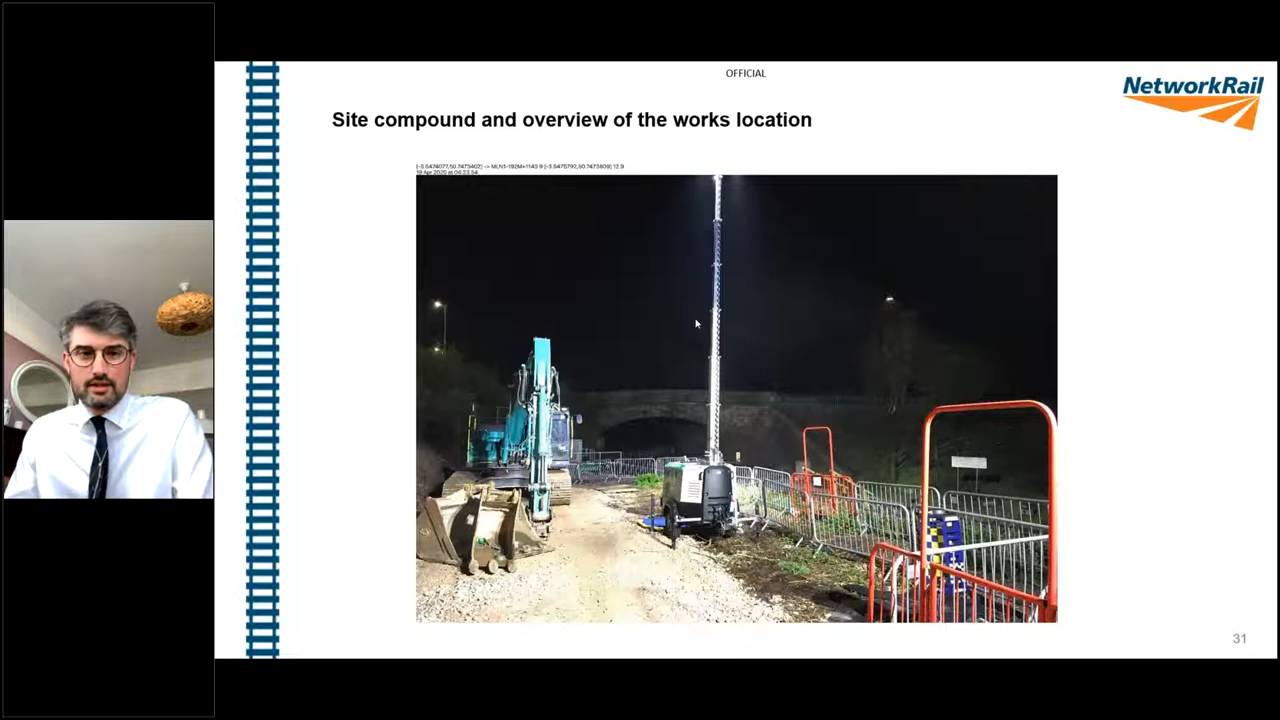 OFFICIAL
NetworkRail
Site compound and overview of the works location
19 Apr 2020 at 04:23:54
31